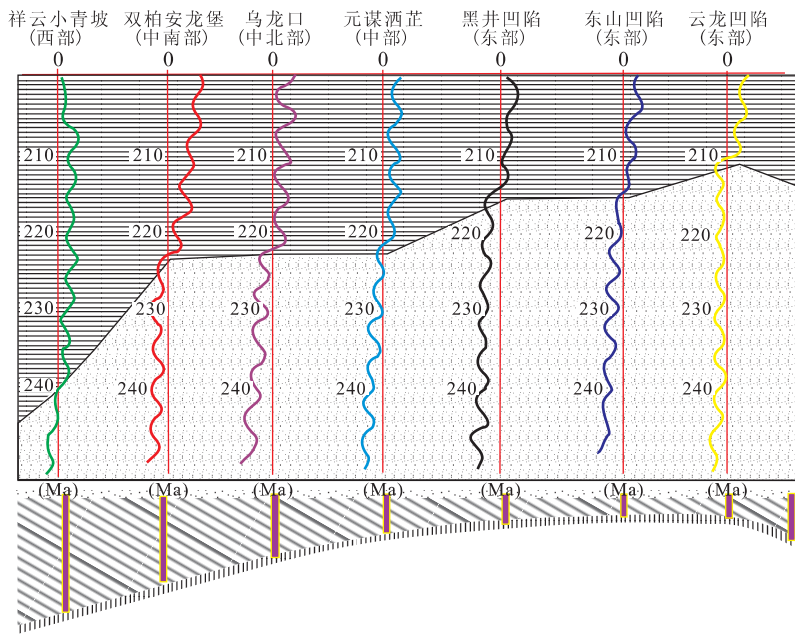 祥云小青坡 双柏安龙堡 乌龙口 元谋洒芷 黑井凹陷 东山凹陷 云龙凹陷
(西部) (中南部) (中北部) (中部) (东部) (东部) (东部)
0 0 0 0 0 0 0
210 210 210 210 210 210 210
220 220 220 220 220 220 220
230 230 230 230 230 230 230
240 240 240 240 240 240 240
(Ma) (Ma) (Ma) (Ma) (Ma) (Ma) (Ma)